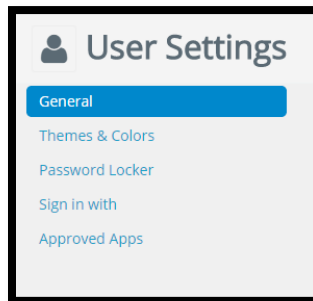 User Settings
General
Themes & Colors
Password Locker
Sign in with
Approved Apps